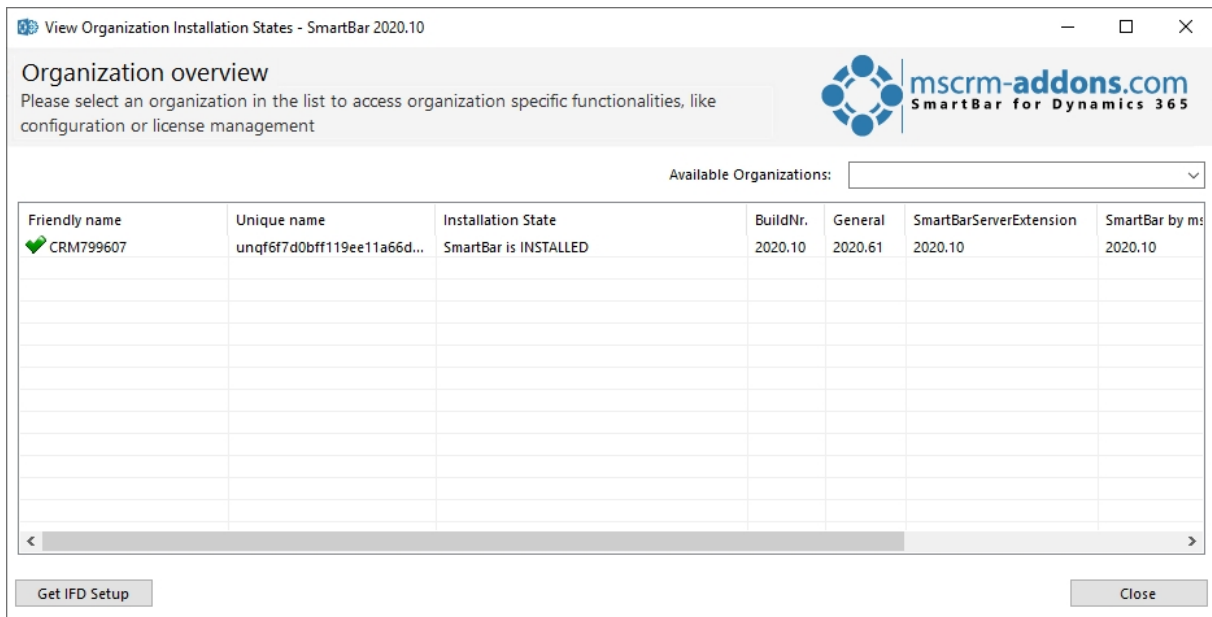 View Organization Installation States - SmartBar 2020.10
Organization overview
Please select an organization in the list to access organization specific functionalities, like
configuration or license management
mscrm-addons.com
SmartBar for Dynamics 365
Available Organizations:
Friendly name Unique name Installation State BuildNr. General SmartBarServerExtension SmartBar by ms
CRM799607 unqf6f7d0bff119ee11a66d... SmartBar is INSTALLED 2020.10 2020.61 2020.10 2020.10
Get IFD Setup Close